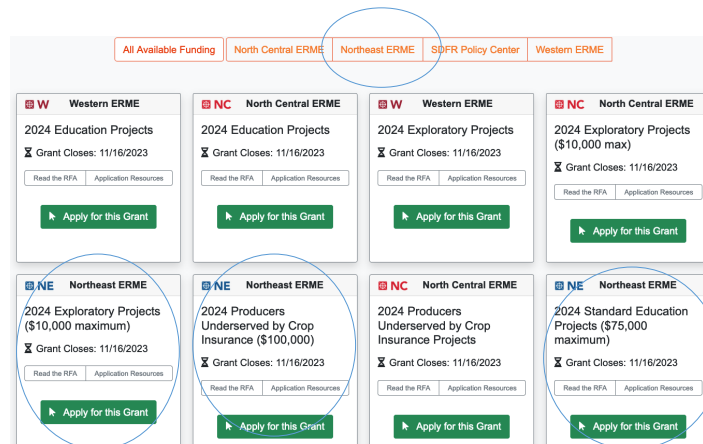 All Available Funding North Central ERME Northeast ERME SDFR Policy Center Western ERME
W Western ERME
2024 Education Projects
Grant Closes: 11/16/2023
Read the RFA Application Resources
Apply for this Grant
NC North Central ERME
2024 Education Projects
Grant Closes: 11/16/2023
Read the RFA Application Resources
Apply for this Grant
W Western ERME
2024 Exploratory Projects
Grant Closes: 11/16/2023
Read the RFA Application Resources
Apply for this Grant
NC North Central ERME
2024 Exploratory Projects
($10,000 max)
Grant Closes: 11/16/2023
Read the RFA Application Resources
Apply for this Grant
NE Northeast ERME
2024 Exploratory Projects
($10,000 maximum)
Grant Closes: 11/16/2023
Read the RFA Application Resources
Apply for this Grant
NE Northeast ERME
2024 Producers
Underserved by Crop
Insurance ($100,000)
Grant Closes: 11/16/2023
Read the RFA Application Resources
Apply for this Grant
NC North Central ERME
2024 Producers
Underserved by Crop
Insurance Projects
Grant Closes: 11/16/2023
Read the RFA Application Resources
Apply for this Grant
NE Northeast ERME
2024 Standard Education
Projects ($75,000
maximum)
Grant Closes: 11/16/2023
Read the RFA Application Resources
Apply for this Grant